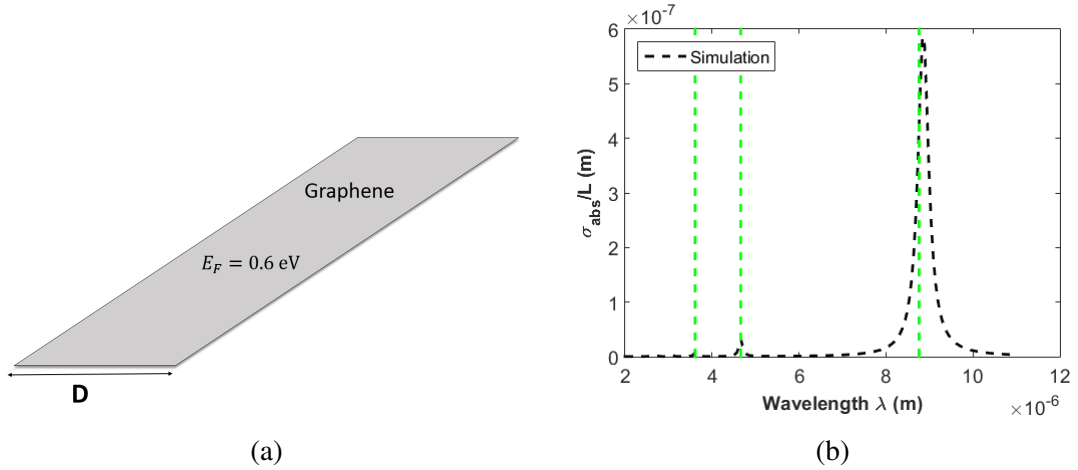 Graphene
E_F = 0.6 eV
D
(a)
×10⁻⁷
6
5
4
3
2
1
0
Simulation
σ_abs/L (m)
2 4 6 8 10 12
Wavelength λ (m)
×10⁻⁶
(b)